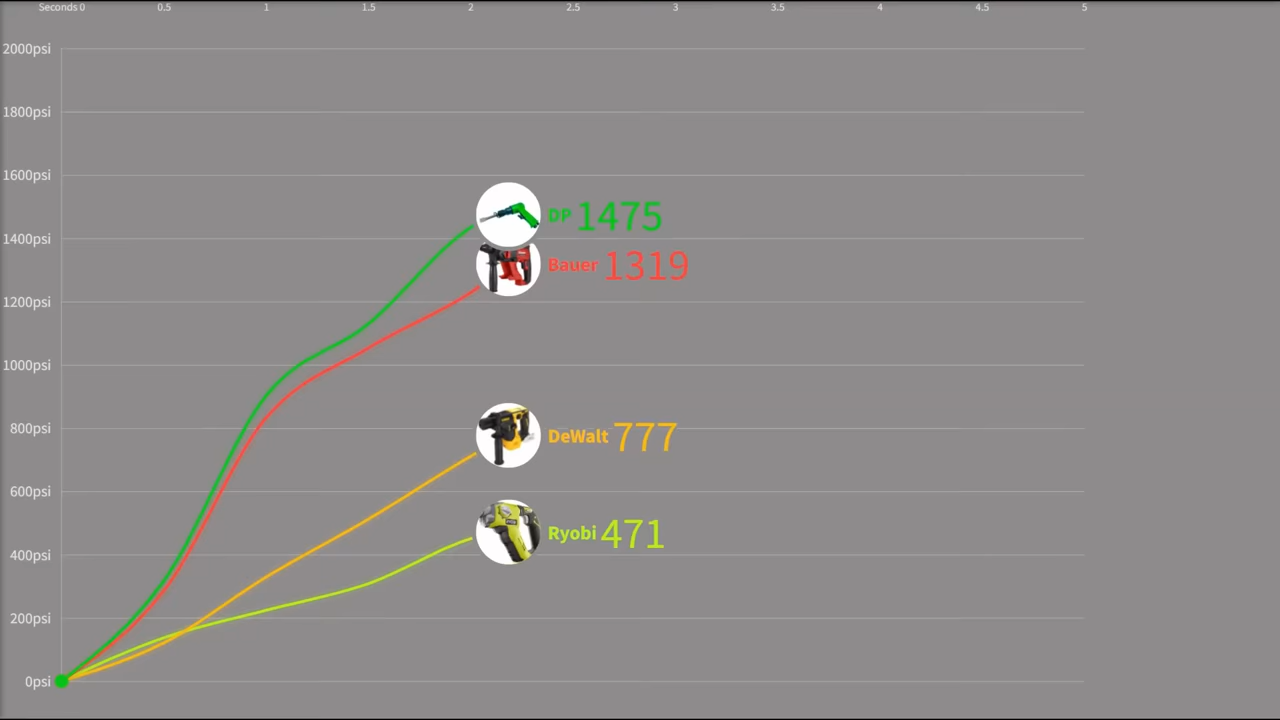 Seconds 0 0.5 1 1.5 2 2.5 3 3.5 4 4.5 5
2000psi
1800psi
1600psi
DP 1475
1400psi
Bauer 1319
1200psi
1000psi
800psi
DeWalt 777
600psi
Ryobi 471
400psi
200psi
0psi